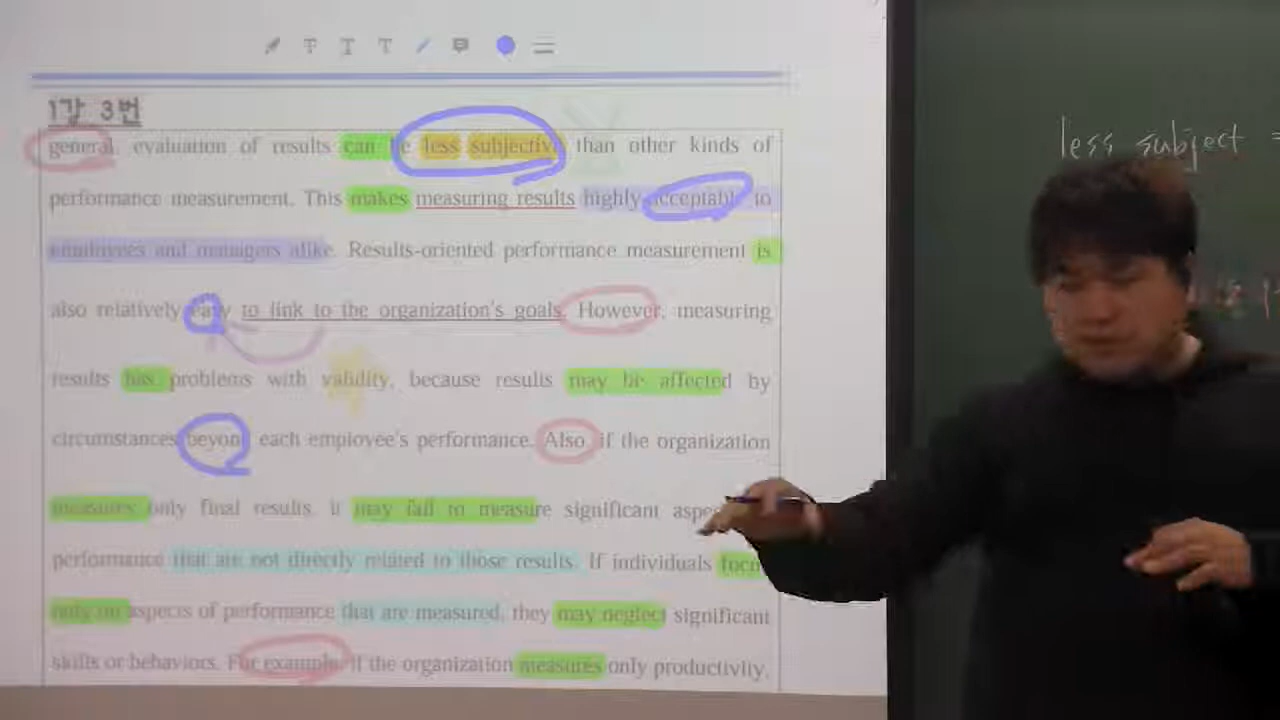 1강 3번
general, evaluation of results can be less subjective than other kinds of
performance measurement. This makes measuring results highly acceptable to
employees and managers alike. Results-oriented performance measurement is
also relatively easy to link to the organization's goals. However, measuring
results has problems with validity, because results may be affected by
circumstances beyond each employee's performance. Also, if the organization
measures only final results, it may fail to measure significant
performance that are not directly related to those results. If individuals focus
only on aspects of performance that are measured, they may neglect significant
skills or behaviors. For example, if the organization measures only productivity,
less subject =